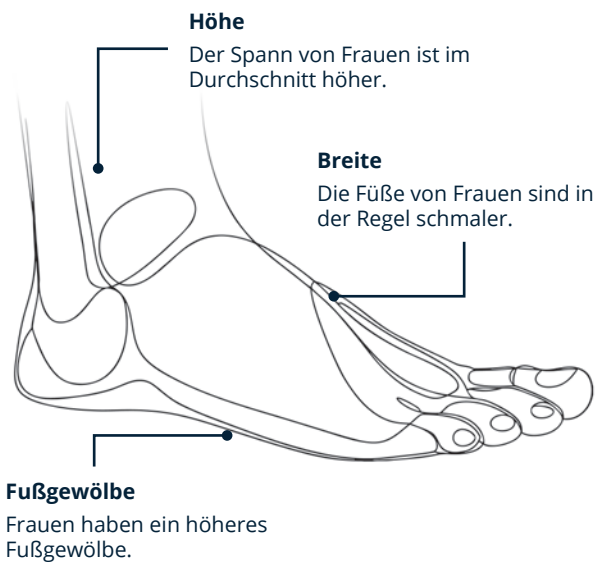 Höhe
Der Spann von Frauen ist im
Durchschnitt höher.
Breite
Die Füße von Frauen sind in
der Regel schmaler.
Fußgewölbe
Frauen haben ein höheres
Fußgewölbe.